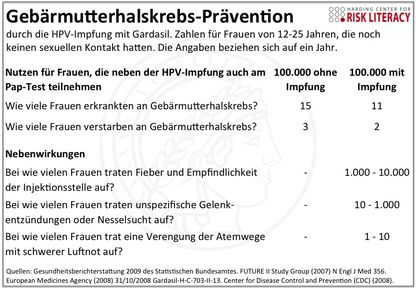 Gebärmutterhalskrebs-Prävention
HARDING CENTER FOR
RISK LITERACY
durch die HPV-Impfung mit Gardasil. Zahlen für Frauen von 12-25 Jahren, die noch
keinen sexuellen Kontakt hatten. Die Angaben beziehen sich auf ein Jahr.
Nutzen für Frauen, die neben der HPV-Impfung auch am 100.000 ohne 100.000 mit
Pap-Test teilnehmen Impfung Impfung
Wie viele Frauen erkrankten an Gebärmutterhalskrebs? 15 11
Wie viele Frauen verstarben an Gebärmutterhalskrebs? 3 2
Nebenwirkungen
Bei wie vielen Frauen traten Fieber und Empfindlichkeit - 1.000 - 10.000
der Injektionsstelle auf?
Bei wie vielen Frauen traten unspezifische Gelenk- - 10 - 1.000
entzündungen oder Nesselsucht auf?
Bei wie vielen Frauen trat eine Verengung der Atemwege - 1 - 10
mit schwerer Luftnot auf?
Quellen: Gesundheitsberichterstattung 2009 des Statistischen Bundesamtes. FUTURE II Study Group (2007) N Engl J Med 356.
European Medicines Agency (2008) 31/10/2008 Gardasil-H-C-703-II-13. Center for Disease Control and Prevention (CDC) (2008).